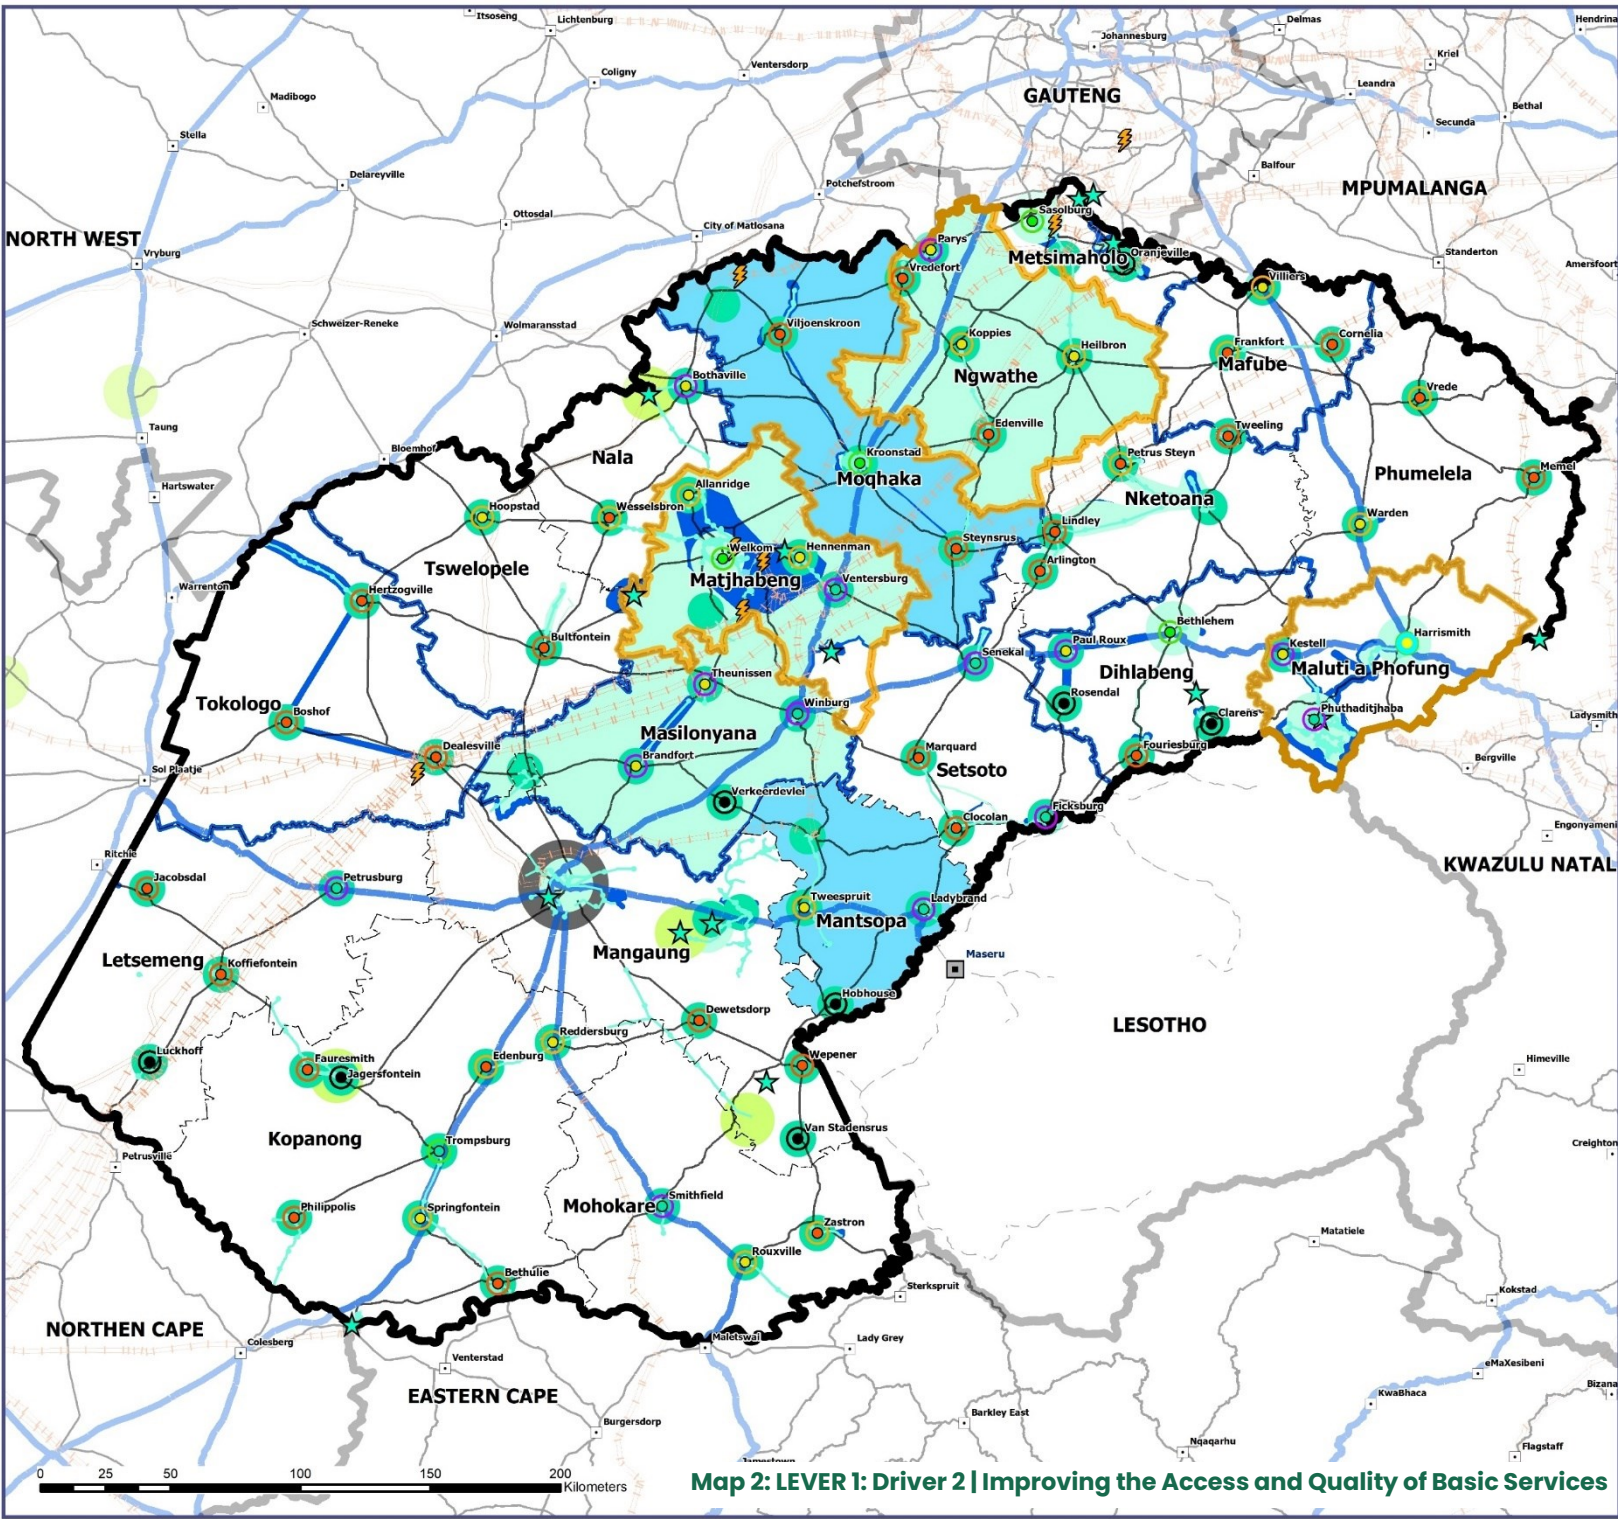 Itsoseng
Lichtenburg
Delmas
Hendrina
Johannesburg
Kriel
Ventersdorp
Coligny
Leandra
GAUTENG
Madibogo
Bethal
Secunda
Stella
Balfour
Delareyville
Potchefstroom
MPUMALANGA
Ottosdal
Sasolburg
City of Matlosana
NORTH WEST
Parys
Vryburg
Metsimaholo
Oranjeville
Standerton
Vredefort
Amersfoort
Villiers
Schweizer-Reneke
Wolmaransstad
Viljoenskroon
Koppies
Heilbron
Frankfort
Cornelia
Mafube
Bothaville
Ngwathe
Vrede
Taung
Edenville
Tweeling
Bloemhof
Nala
Kroonstad
Petrus Steyn
Moqhaka
Phumelela
Memel
Hartswater
Allanridge
Nketoana
Hoopstad
Wesselsbron
Warden
Lindley
Steynsrus
Welkom
Hennenman
Arlington
Tswelopele
Matjhabeng
Ventersburg
Warrenton
Hertzogville
Bethlehem
Bultfontein
Paul Roux
Harrismith
Senekal
Kestell
Dihlabeng
Maluti a Phofung
Theunissen
Rosendal
Tokologo
Winburg
Phuthaditjhaba
Boshof
Clarens
Ladysmith
Masilonyana
Dealesville
Marquard
Fouriesburg
Brandfort
Setsoto
Bergville
Sol Plaatje
Verkeerdevlei
Ficksburg
Clocolan
Engonyameni
Ritchie
KWAZULU NATAL
Jacobsdal
Petrusburg
Tweespruit
Ladybrand
Mantsopa
Mangaung
Maseru
Letsemeng
Koffiefontein
Hobhouse
Dewetsdorp
LESOTHO
Reddersburg
Luckhoff
Fauresmith
Edenburg
Wepener
Jagersfontein
Himeville
Van Stadensrus
Kopanong
Trompsburg
Creighton
Petrusville
Smithfield
Philippolis
Springfontein
Mohokare
Zastron
Matatiele
Rouxville
Bethulie
Sterkspruit
Kokstad
NORTHEN CAPE
Colesberg
Maletswai
Lady Grey
Venterstad
eMaXesibeni
EASTERN CAPE
KwaBhaca
Bizana
Burgersdorp
Barkley East
Nqaqarhu
Flagstaff
Jamestown
0 25 50 100 150 200
Kilometers
Map 2: LEVER 1: Driver 2 | Improving the Access and Quality of Basic Services